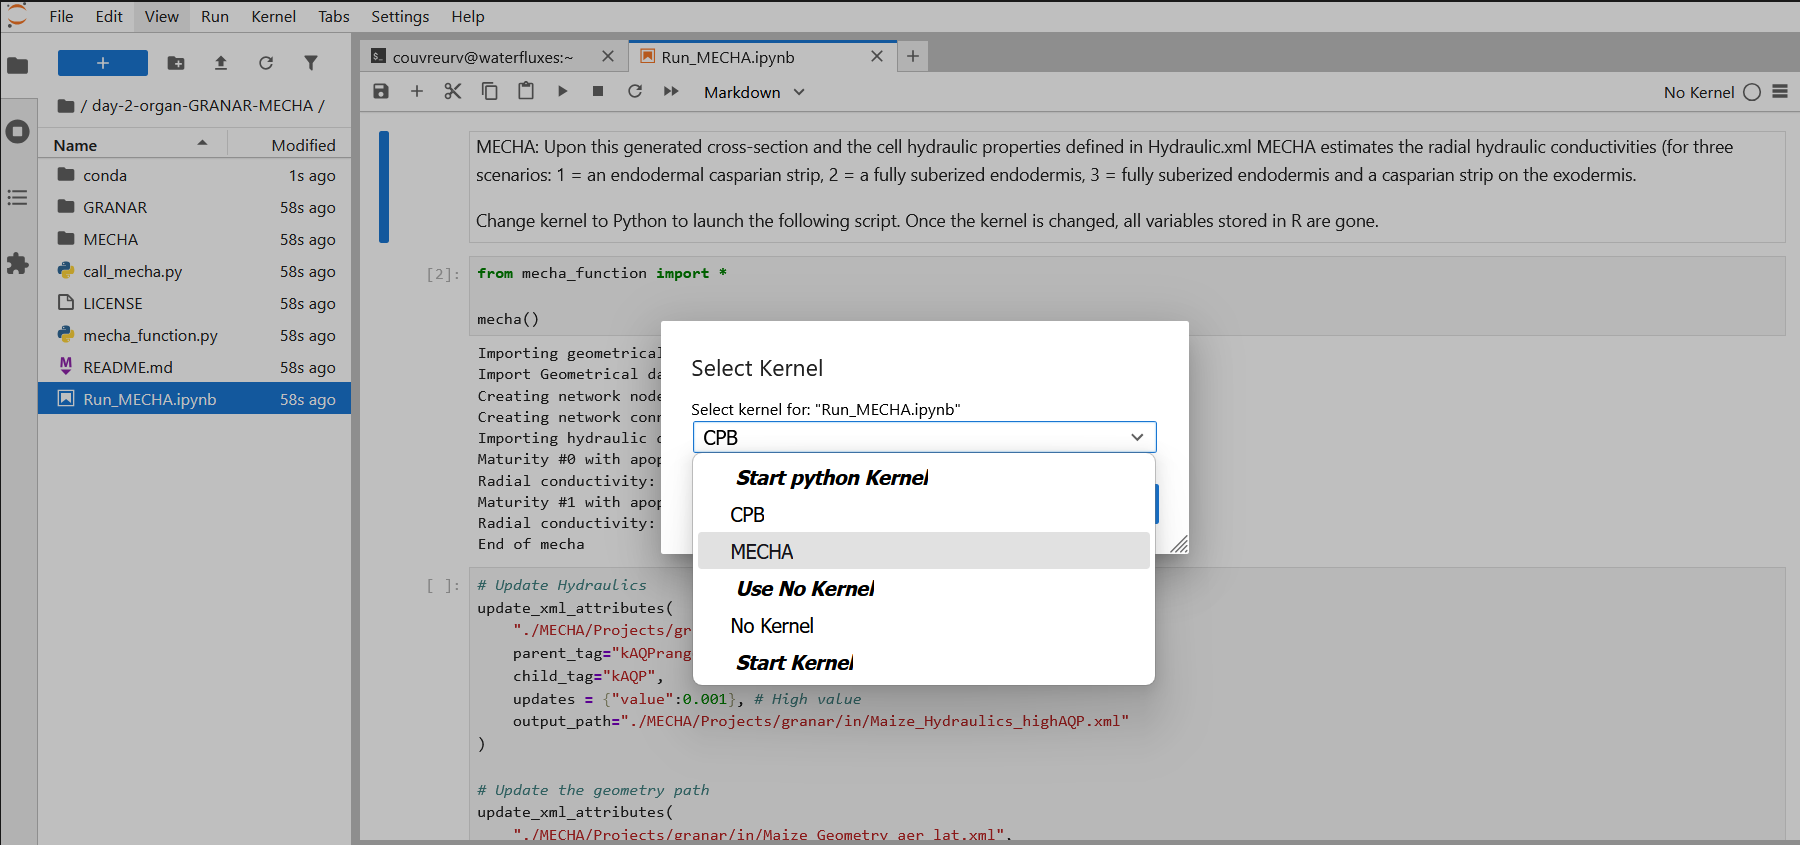 File Edit View Run Kernel Tabs Settings Help
couvreurv@waterfluxes:~
Run_MECHA.ipynb
/ day-2-organ-GRANAR-MECHA /
Markdown
No Kernel
Name Modified
conda 1s ago
GRANAR 58s ago
MECHA 58s ago
call_mecha.py 58s ago
LICENSE 58s ago
mecha_function.py 58s ago
README.md 58s ago
Run_MECHA.ipynb 58s ago
MECHA: Upon this generated cross-section and the cell hydraulic properties defined in Hydraulic.xml MECHA estimates the radial hydraulic conductivities (for three
scenarios: 1 = an endodermal casparian strip, 2 = a fully suberized endodermis, 3 = fully suberized endodermis and a casparian strip on the exodermis.
Change kernel to Python to launch the following script. Once the kernel is changed, all variables stored in R are gone.
[2]: from mecha_function import *
mecha()
Importing geometrical
Import Geometrical
Creating network
Creating network
Importing hydraulic
Maturity #0 with
Radial conductivity:
Maturity #1 with
Radial conductivity:
End of mecha
Select Kernel
Select kernel for: "Run_MECHA.ipynb"
CPB
Start python Kernel
CPB
MECHA
Use No Kernel
No Kernel
Start Kernel
[ ]: # Update Hydraulics
update_xml_attributes(
"./MECHA/Projects/gr
parent_tag="kAQPrang
child_tag="kAQP",
updates = {"value":0.001}, # High value
output_path="./MECHA/Projects/granar/in/Maize_Hydraulics_highAQP.xml"
)
# Update the geometry path
update_xml_attributes(
"./MECHA/Projects/granar/in/Maize_Geometry_aer_lat.xml",